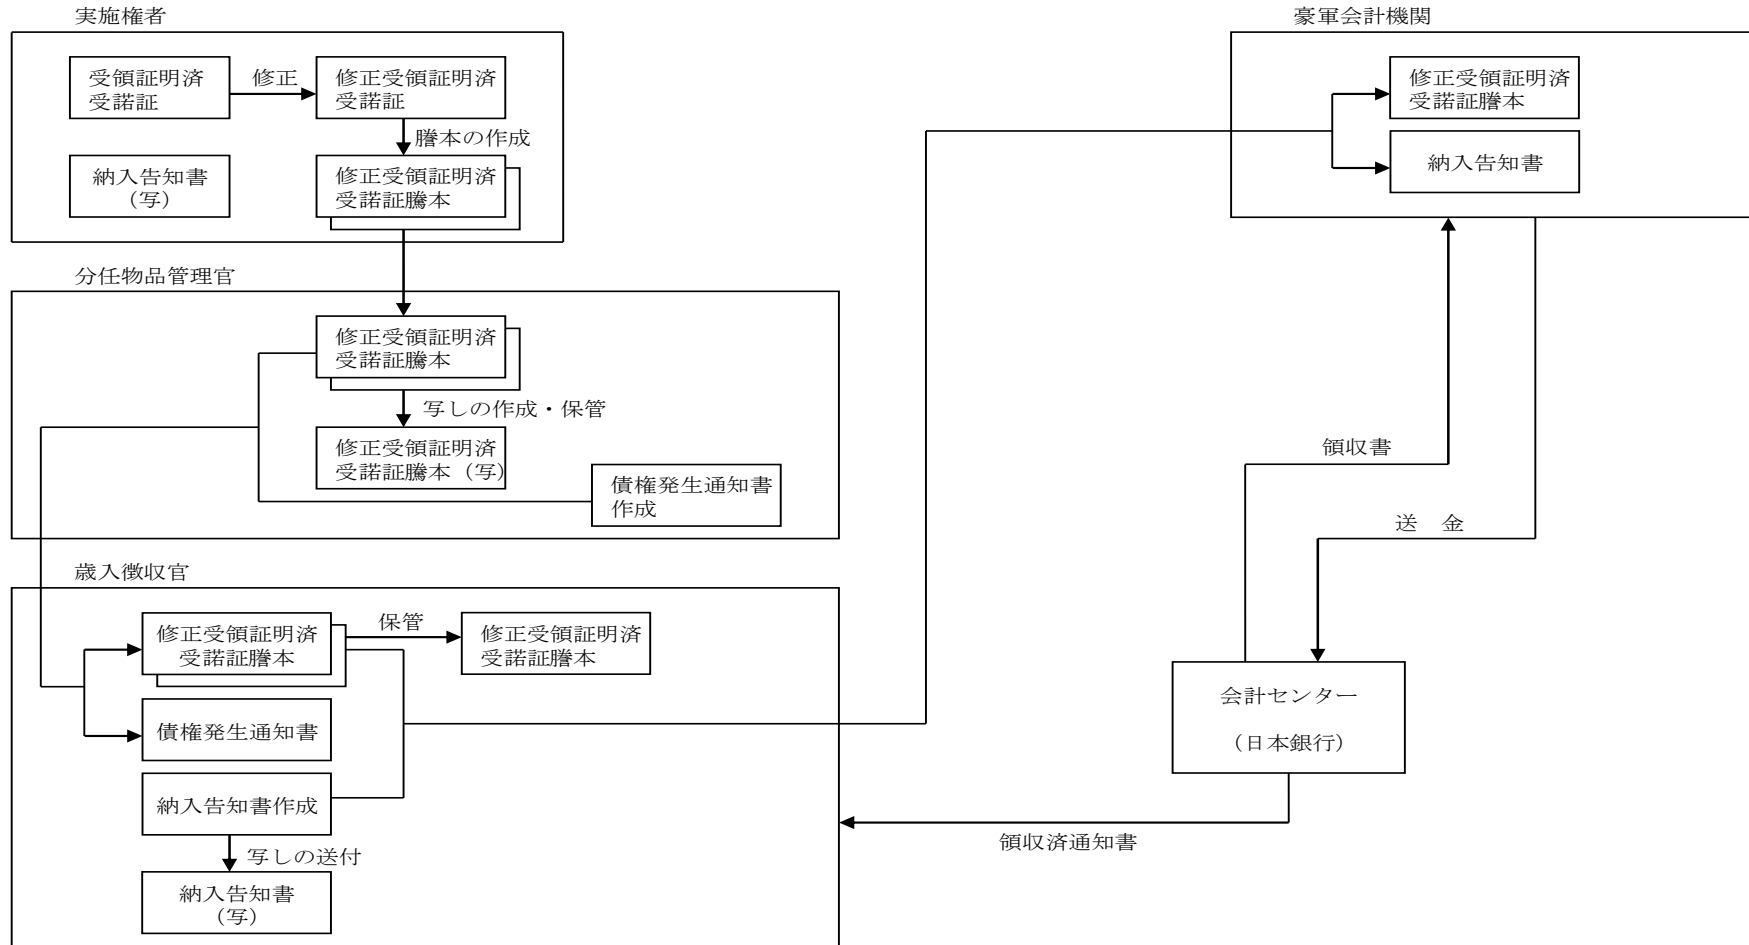 実施権者
受領証明済
受諾証
修正
修正受領証明済
受諾証
謄本の作成
納入告知書
（写）
修正受領証明済
受諾証謄本
分任物品管理官
修正受領証明済
受諾証謄本
写しの作成・保管
修正受領証明済
受諾証謄本（写）
債権発生通知書
作成
歳入徴収官
修正受領証明済
受諾証謄本
保管
修正受領証明済
受諾証謄本
債権発生通知書
納入告知書作成
写しの送付
納入告知書
（写）
豪軍会計機関
修正受領証明済
受諾証謄本
納入告知書
領収書
送　金
会計センター
（日本銀行）
領収済通知書